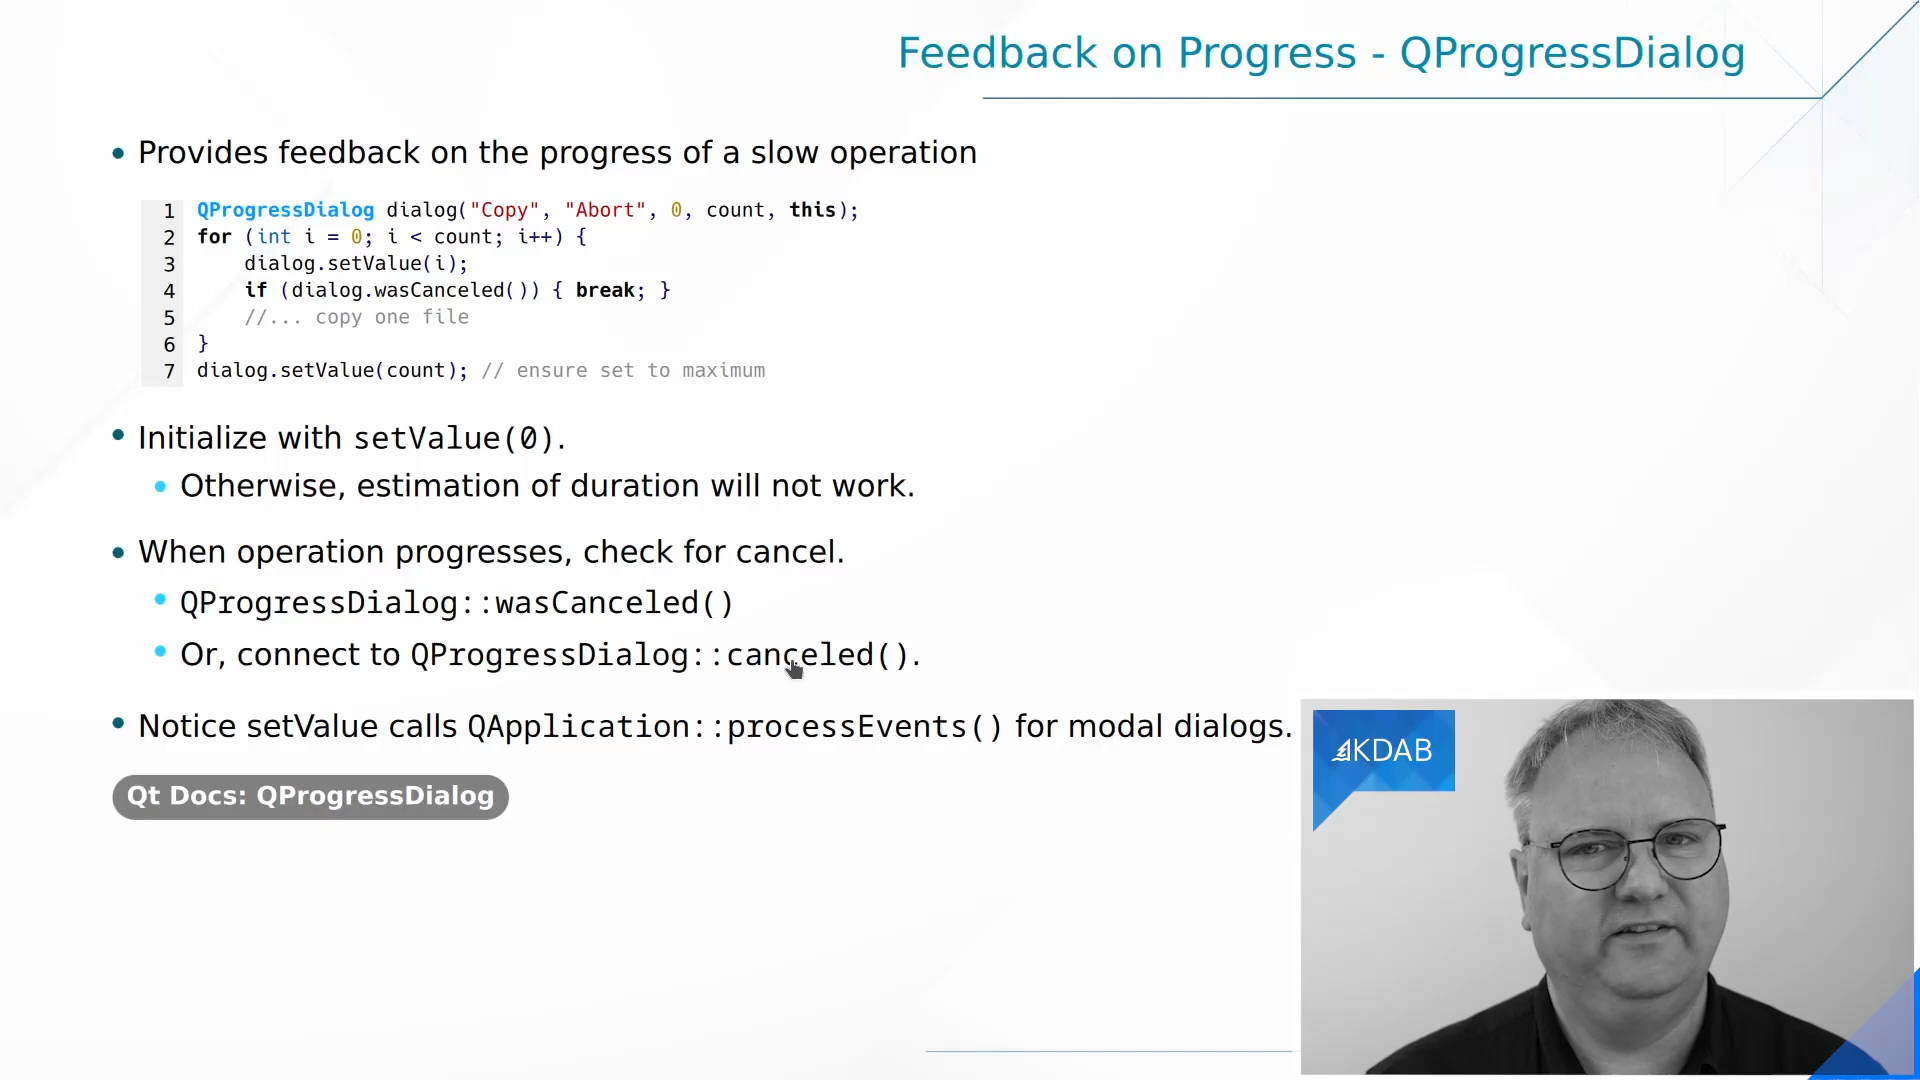 Feedback on Progress - QProgressDialog
Provides feedback on the progress of a slow operation
1 QProgressDialog dialog("Copy", "Abort", 0, count, this);
2 for (int i = 0; i < count; i++) {
3     dialog.setValue(i);
4     if (dialog.wasCanceled()) { break; }
5     //... copy one file
6 }
7 dialog.setValue(count); // ensure set to maximum
Initialize with setValue(0).
Otherwise, estimation of duration will not work.
When operation progresses, check for cancel.
QProgressDialog::wasCanceled()
Or, connect to QProgressDialog::canceled().
Notice setValue calls QApplication::processEvents() for modal dialogs.
KDAB
Qt Docs: QProgressDialog